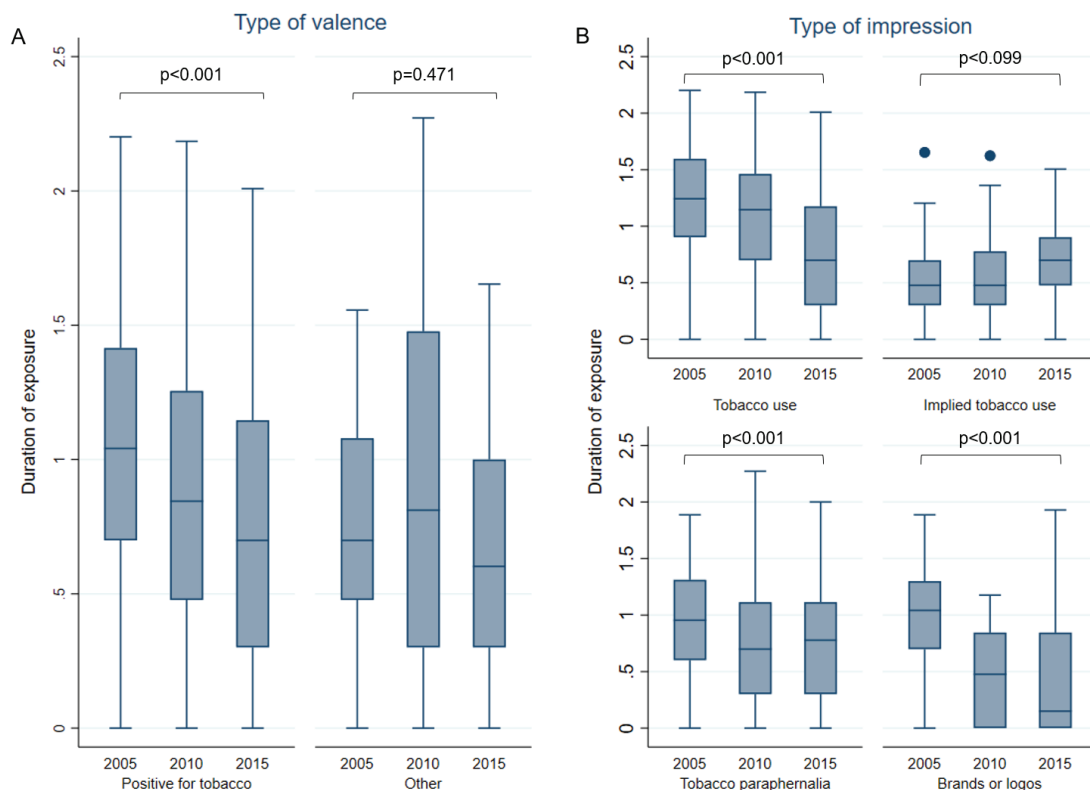 A
Type of valence
Duration of exposure
2.5
2
1.5
1
.5
0
p<0.001
p=0.471
2005 2010 2015
Positive for tobacco
2005 2010 2015
Other
B
Type of impression
Duration of exposure
2.5
2
1.5
1
.5
0
p<0.001
p<0.099
2005 2010 2015
Tobacco use
2005 2010 2015
Implied tobacco use
Duration of exposure
2.5
2
1.5
1
.5
0
p<0.001
p<0.001
2005 2010 2015
Tobacco paraphernalia
2005 2010 2015
Brands or logos